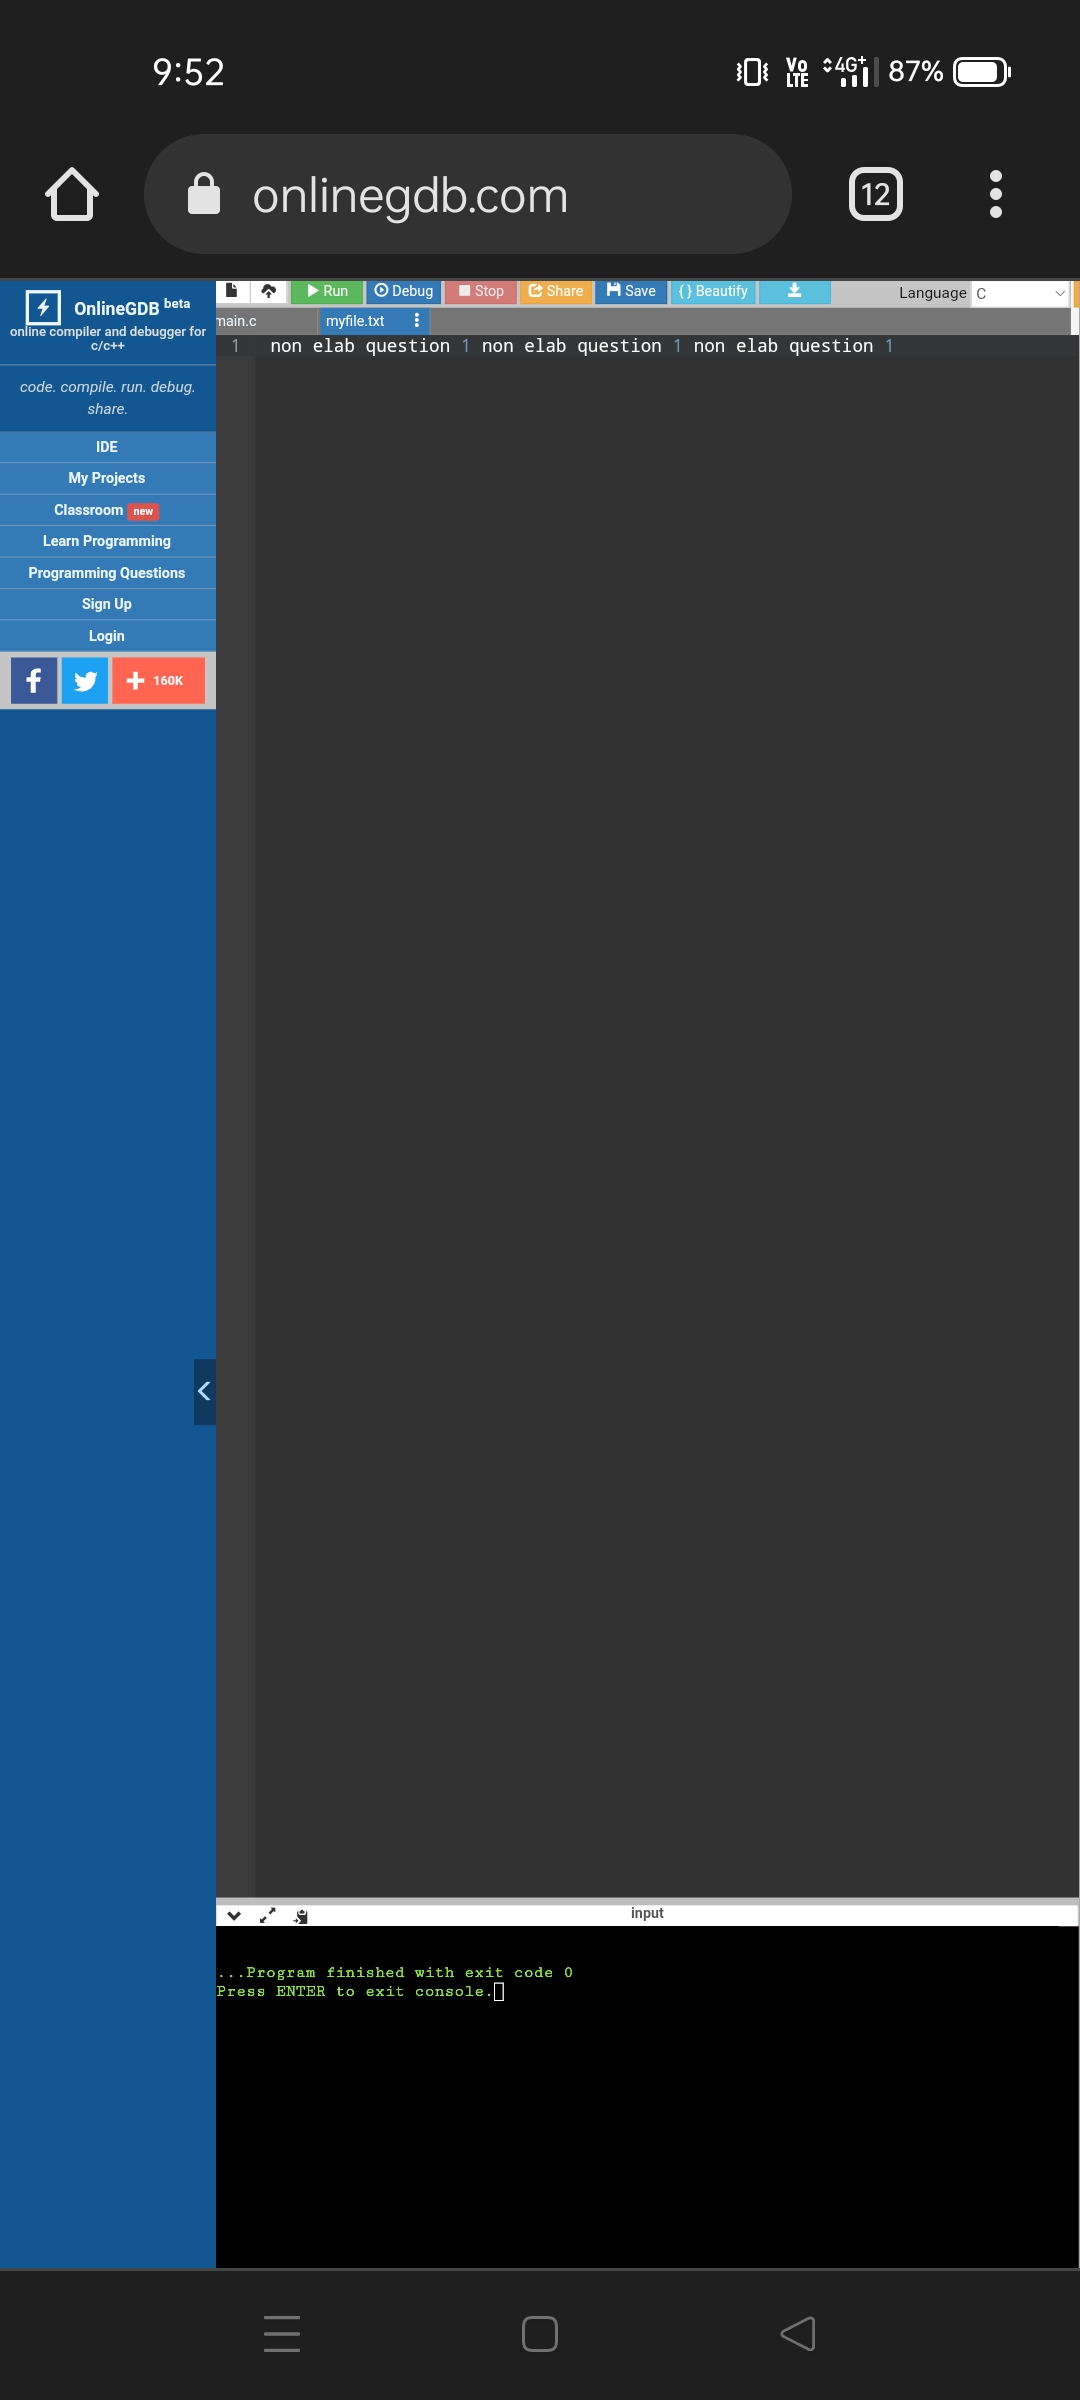 9:52
Vo LTE 4G+ 87%
onlinegdb.com
12
OnlineGDB beta
online compiler and debugger for
c/c++
code. compile. run. debug.
share.
IDE
My Projects
Classroom new
Learn Programming
Programming Questions
Sign Up
Login
f
160K
Run Debug Stop Share Save { } Beautify
Language C
main.c myfile.txt
1 non elab question 1 non elab question 1 non elab question 1
input
...Program finished with exit code 0
Press ENTER to exit console.